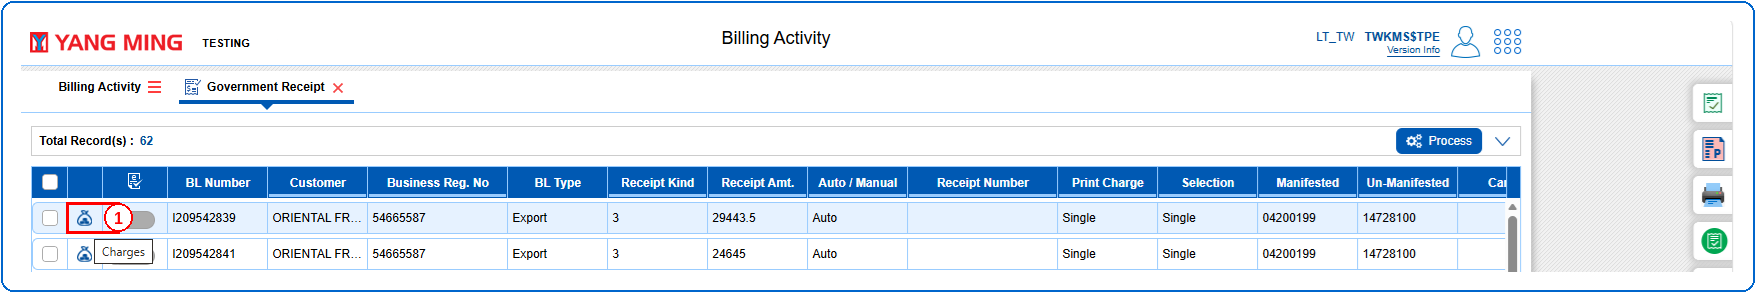 YANG MING TESTING
Billing Activity
LT_TW TWKMS$TPE
Version Info
Billing Activity
Government Receipt
Total Record(s) : 62
Process
BL Number Customer Business Reg. No BL Type Receipt Kind Receipt Amt. Auto / Manual Receipt Number Print Charge Selection Manifested Un-Manifested Car
1 I209542839 ORIENTAL FR... 54665587 Export 3 29443.5 Auto Single Single 04200199 14728100
Charges I209542841 ORIENTAL FR... 54665587 Export 3 24645 Auto Single Single 04200199 14728100
P